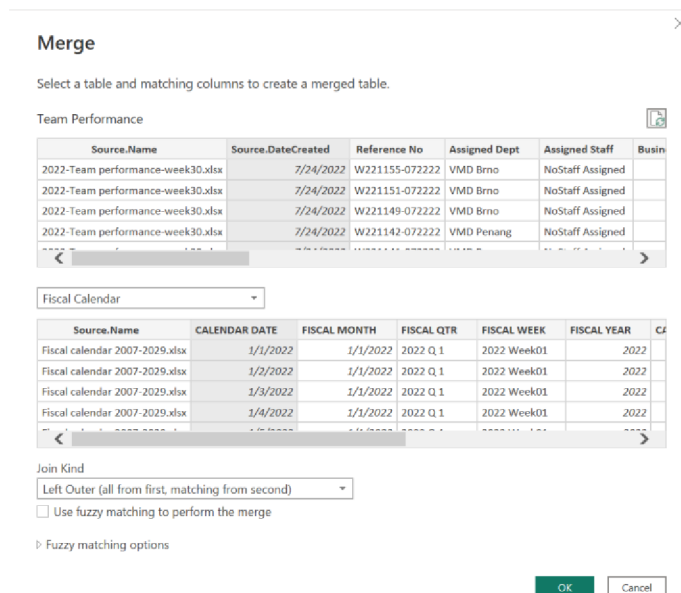 Merge
Select a table and matching columns to create a merged table.
Team Performance
Source.Name Source.DateCreated Reference No Assigned Dept Assigned Staff Busin
2022-Team performance-week30.xlsx 7/24/2022 W221155-072222 VMD Brno NoStaff Assigned
2022-Team performance-week30.xlsx 7/24/2022 W221151-072222 VMD Brno NoStaff Assigned
2022-Team performance-week30.xlsx 7/24/2022 W221149-072222 VMD Brno NoStaff Assigned
2022-Team performance-week30.xlsx 7/24/2022 W221142-072222 VMD Penang NoStaff Assigned
Fiscal Calendar
Source.Name CALENDAR DATE FISCAL MONTH FISCAL QTR FISCAL WEEK FISCAL YEAR CA
Fiscal calendar 2007-2029.xlsx 1/1/2022 1/1/2022 2022 Q 1 2022 Week01 2022
Fiscal calendar 2007-2029.xlsx 1/2/2022 1/1/2022 2022 Q 1 2022 Week01 2022
Fiscal calendar 2007-2029.xlsx 1/3/2022 1/1/2022 2022 Q 1 2022 Week01 2022
Fiscal calendar 2007-2029.xlsx 1/4/2022 1/1/2022 2022 Q 1 2022 Week01 2022
Join Kind
Left Outer (all from first, matching from second)
Use fuzzy matching to perform the merge
Fuzzy matching options
OK Cancel